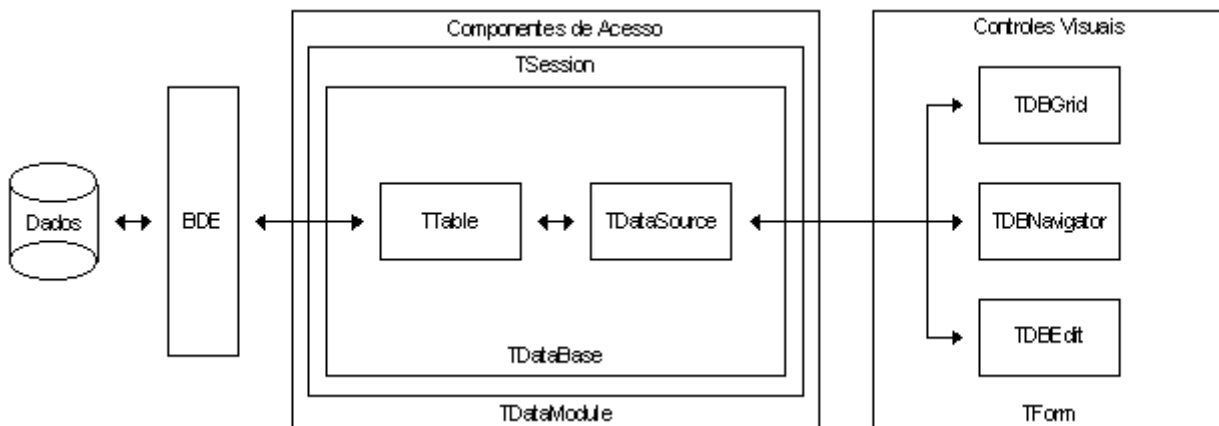 Componentes de Acesso
Controles Visuais
TSession
TDBGrid
Dados
BDE
TTable
TDataSource
TDBNavigator
TDBEdit
TDataBase
TDataModule
TForm